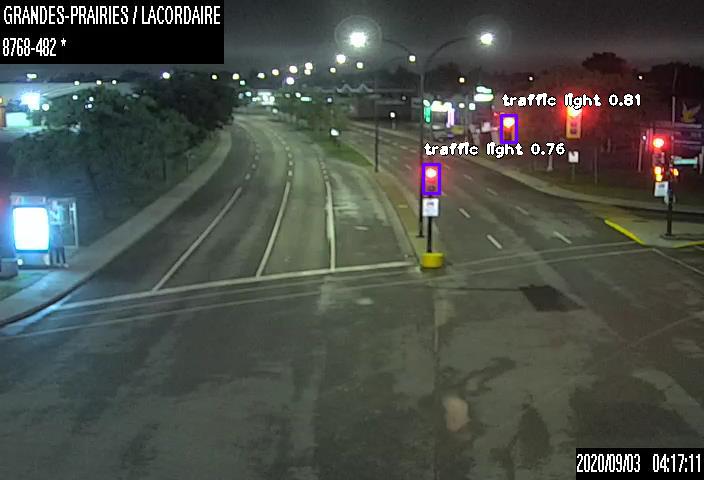 GRANDES-PRAIRIES / LACORDAIRE
8768-482 *
traffic light 0.81
traffic light 0.76
2020/09/03 04:17:11